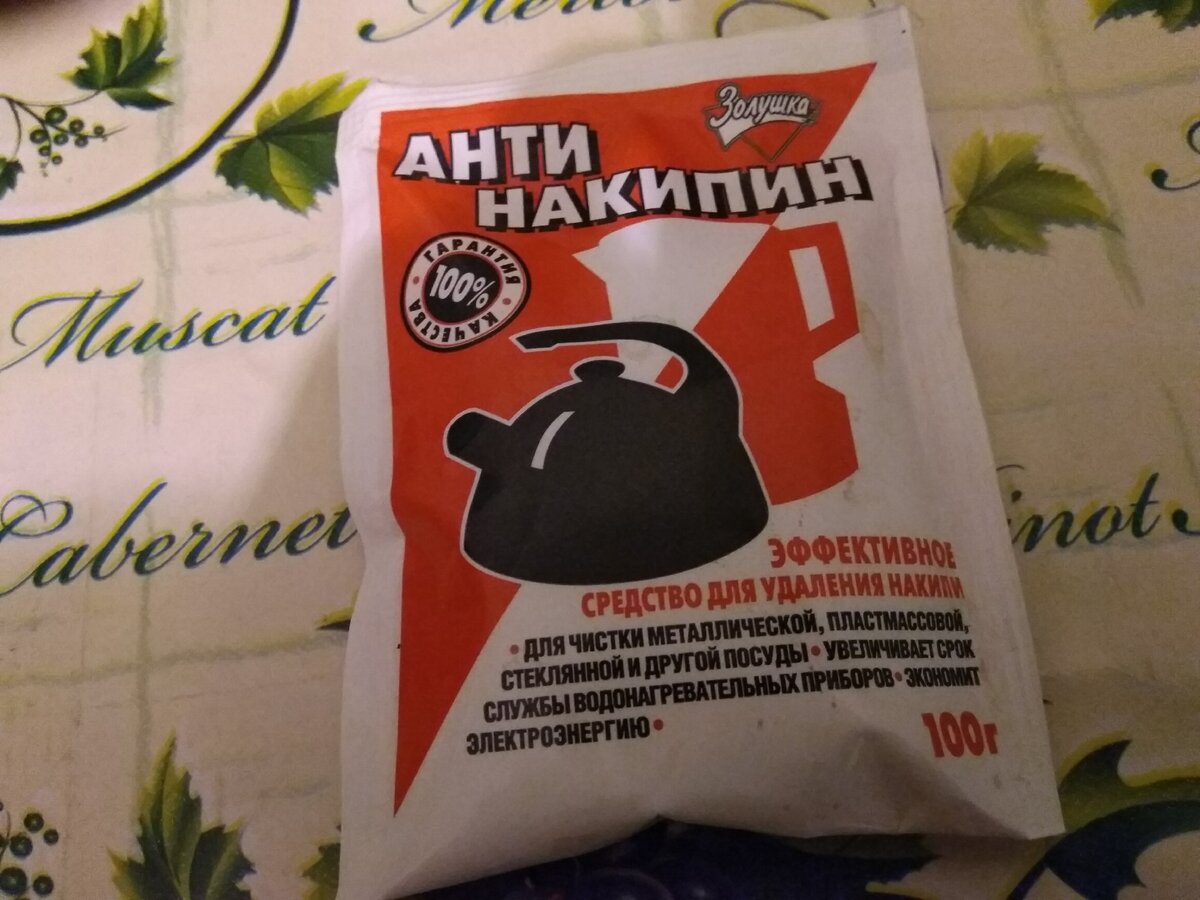 Золушка
АНТИ
НАКИПИН
ГАРАНТИЯ
100%
КАЧЕСТВА
Muscat
Cabernet
ЭФФЕКТИВНОЕ
СРЕДСТВО ДЛЯ УДАЛЕНИЯ НАКИПИ
• ДЛЯ ЧИСТКИ МЕТАЛЛИЧЕСКОЙ, ПЛАСТМАССОВОЙ,
СТЕКЛЯННОЙ И ДРУГОЙ ПОСУДЫ • УВЕЛИЧИВАЕТ СРОК
СЛУЖБЫ ВОДОНАГРЕВАТЕЛЬНЫХ ПРИБОРОВ • ЭКОНОМИТ
ЭЛЕКТРОЭНЕРГИЮ •
100г